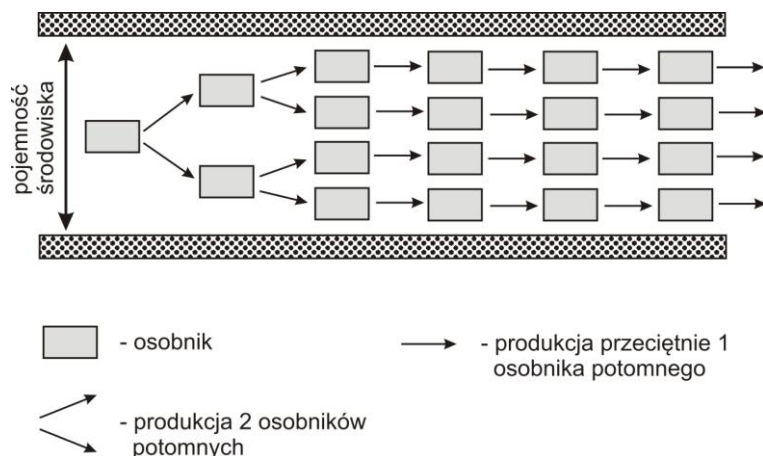 pojemność
środowiska
- osobnik
- produkcja przeciętnie 1
osobnika potomnego
- produkcja 2 osobników
potomnych